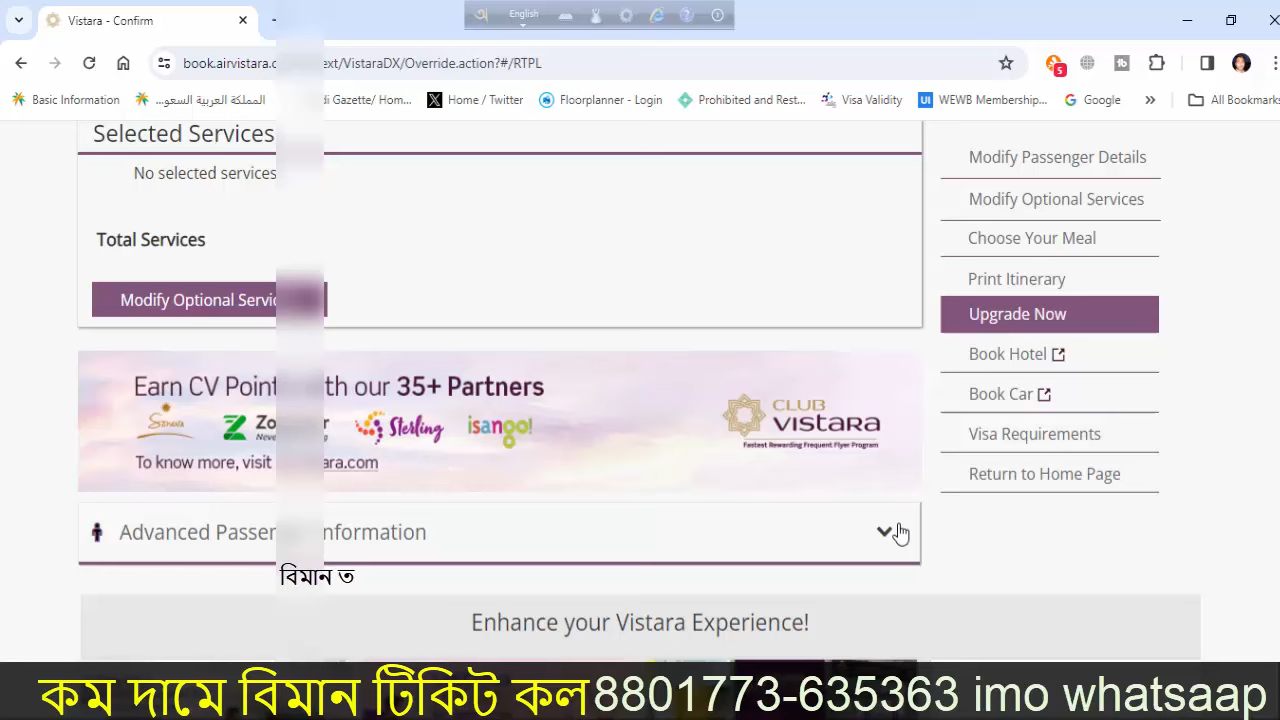 Vistara - Confirm
English
book.airvistara.c ext/VistaraDX/Override.action?#/RTPL
5
Basic Information
المملكة العربية السعو...
di Gazette/ Hom...
Home / Twitter
Floorplanner - Login
Prohibited and Rest...
Visa Validity
WEWB Membership...
Google
All Bookmarks
Selected Services
No selected services
Total Services
Modify Optional Servic
Modify Passenger Details
Modify Optional Services
Choose Your Meal
Print Itinerary
Upgrade Now
Book Hotel
Book Car
Visa Requirements
Return to Home Page
Earn CV Point th our 35+ Partners
Sterling
isango!
To know more, visit ara.com
CLUB
VISTARA
Fastest Rewarding Frequent Flyer Program
Advanced Passen nformation
বিমান ত
Enhance your Vistara Experience!
কম দামে বিমান টিকিট কল 8801773-635363 imo whatsaap